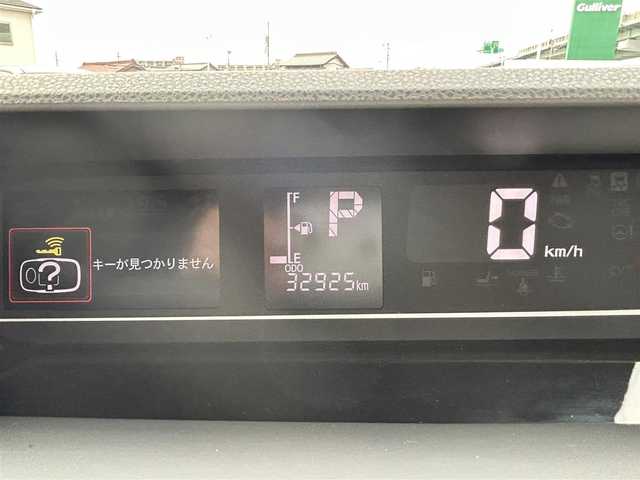 Gulliver
キーが見つかりません
F
P
E
ODO
32925km
0 km/h